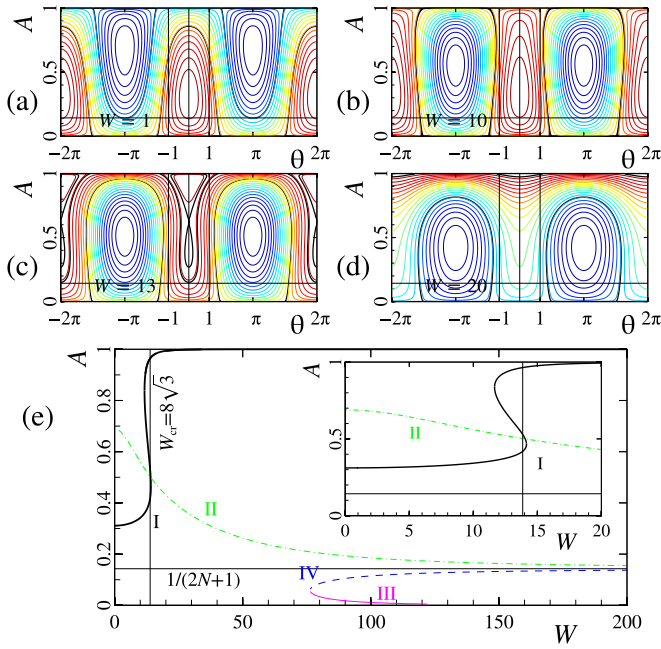 A 1 0.5 0
(a) W = 1
−2π −π −1 1 π θ 2π
A 1 0.5 0
(b) W = 10
−2π −π −1 1 π θ 2π
A 1 0.5 0
(c) W = 13
−2π −π −1 1 π θ 2π
A 1 0.5 0
(d) W = 20
−2π −π −1 1 π θ 2π
(e)
A 1 0.8 0.6 0.4 0.2 0
W_cr=8√3
I
II
1/(2N+1)
IV
III
0 50 100 150 W 200
A 1 0.5 0
II
I
0 5 10 15 W 20